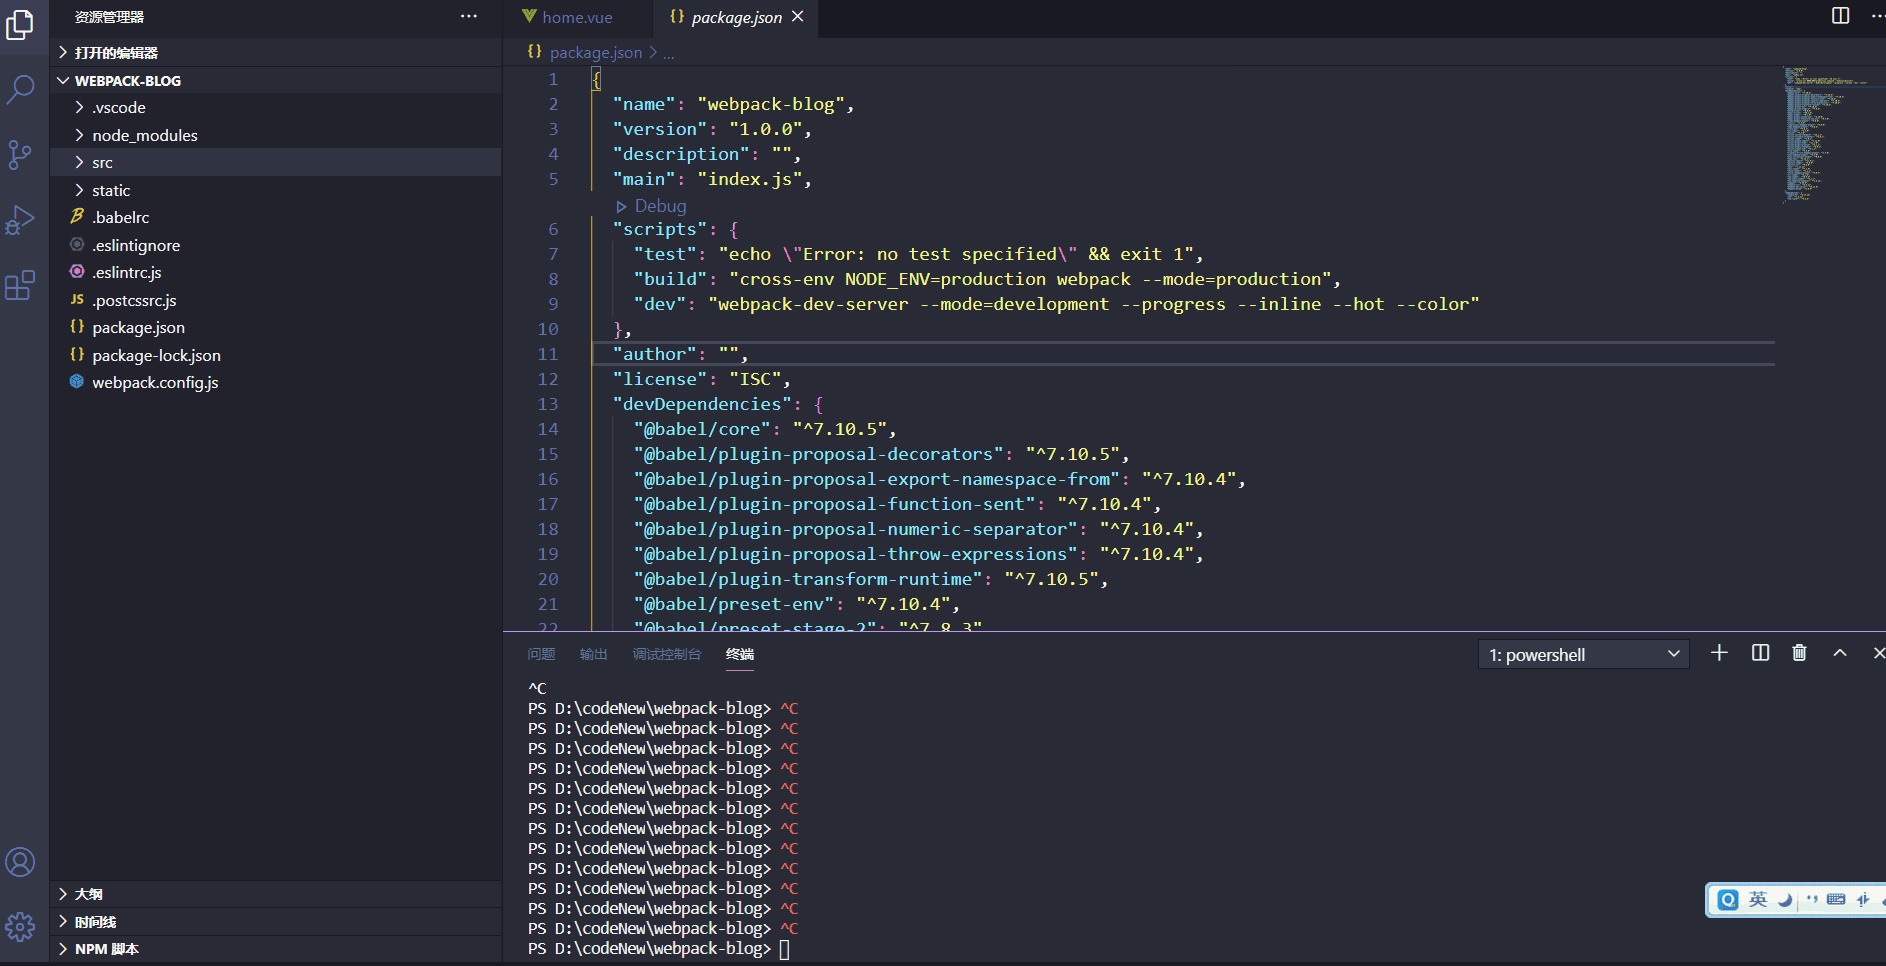 资源管理器
打开的编辑器
WEBPACK-BLOG
.vscode
node_modules
src
static
.babelrc
.eslintignore
.eslintrc.js
JS .postcssrc.js
{} package.json
{} package-lock.json
webpack.config.js
大纲
时间线
NPM 脚本
home.vue
{} package.json
{} package.json > ...
1 {
2 "name": "webpack-blog",
3 "version": "1.0.0",
4 "description": "",
5 "main": "index.js",
Debug
6 "scripts": {
7 "test": "echo \"Error: no test specified\" && exit 1",
8 "build": "cross-env NODE_ENV=production webpack --mode=production",
9 "dev": "webpack-dev-server --mode=development --progress --inline --hot --color"
10 },
11 "author": "",
12 "license": "ISC",
13 "devDependencies": {
14 "@babel/core": "^7.10.5",
15 "@babel/plugin-proposal-decorators": "^7.10.5",
16 "@babel/plugin-proposal-export-namespace-from": "^7.10.4",
17 "@babel/plugin-proposal-function-sent": "^7.10.4",
18 "@babel/plugin-proposal-numeric-separator": "^7.10.4",
19 "@babel/plugin-proposal-throw-expressions": "^7.10.4",
20 "@babel/plugin-transform-runtime": "^7.10.5",
21 "@babel/preset-env": "^7.10.4",
22 "@babel/preset-stage-2": "^7.8.3"
问题 输出 调试控制台 终端
1: powershell
^C
PS D:\codeNew\webpack-blog> ^C
PS D:\codeNew\webpack-blog> ^C
PS D:\codeNew\webpack-blog> ^C
PS D:\codeNew\webpack-blog> ^C
PS D:\codeNew\webpack-blog> ^C
PS D:\codeNew\webpack-blog> ^C
PS D:\codeNew\webpack-blog> ^C
PS D:\codeNew\webpack-blog> ^C
PS D:\codeNew\webpack-blog> ^C
PS D:\codeNew\webpack-blog> ^C
PS D:\codeNew\webpack-blog> ^C
PS D:\codeNew\webpack-blog> ^C
PS D:\codeNew\webpack-blog>
英